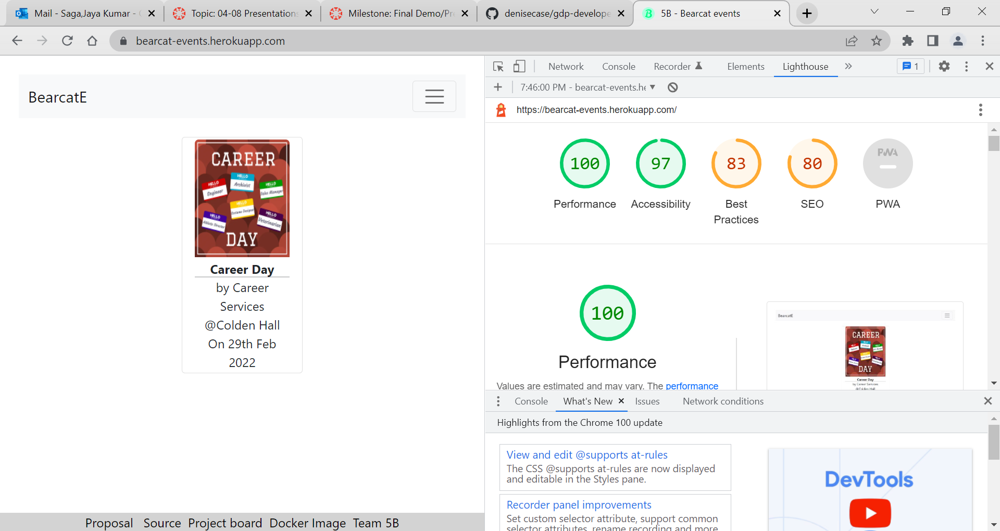 Mail - Saga,Jaya Kumar -
Topic: 04-08 Presentations
Milestone: Final Demo/Pre
denisecase/gdp-develope
5B - Bearcat events
bearcat-events.herokuapp.com
BearcatE
CAREER
HELLO
Engineer
HELLO
Archivist
HELLO
Sales Manager
HELLO
Athletic Director
HELLO
Costume Designer
HELLO
Veterinarian
DAY
Career Day
by Career
Services
@Colden Hall
On 29th Feb
2022
Proposal Source Project board Docker Image Team 5B
Network Console Recorder Elements Lighthouse 1
7:46:00 PM - bearcat-events.he
https://bearcat-events.herokuapp.com/
100 97 83 80 PWA
Performance Accessibility Best Practices SEO PWA
100
Performance
Values are estimated and may vary. The performance
BearcatE
CAREER
DAY
Career Day
by Career Services
@Colden Hall
Console What's New Issues Network conditions
Highlights from the Chrome 100 update
View and edit @supports at-rules
The CSS @supports at-rules are now displayed
and editable in the Styles pane.
Recorder panel improvements
Set custom selector attribute, support common
selector attributes, rename recording and more
DevTools